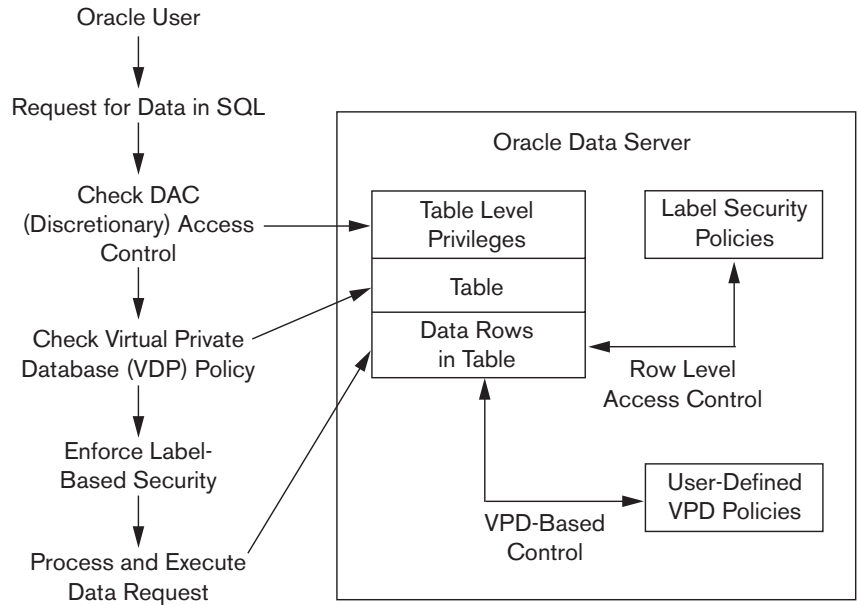 Oracle User
Request for Data in SQL
Check DAC
(Discretionary) Access
Control
Check Virtual Private
Database (VDP) Policy
Enforce Label-
Based Security
Process and Execute
Data Request
Oracle Data Server
Table Level
Privileges
Table
Data Rows
in Table
Label Security
Policies
Row Level
Access Control
User-Defined
VPD Policies
VPD-Based
Control